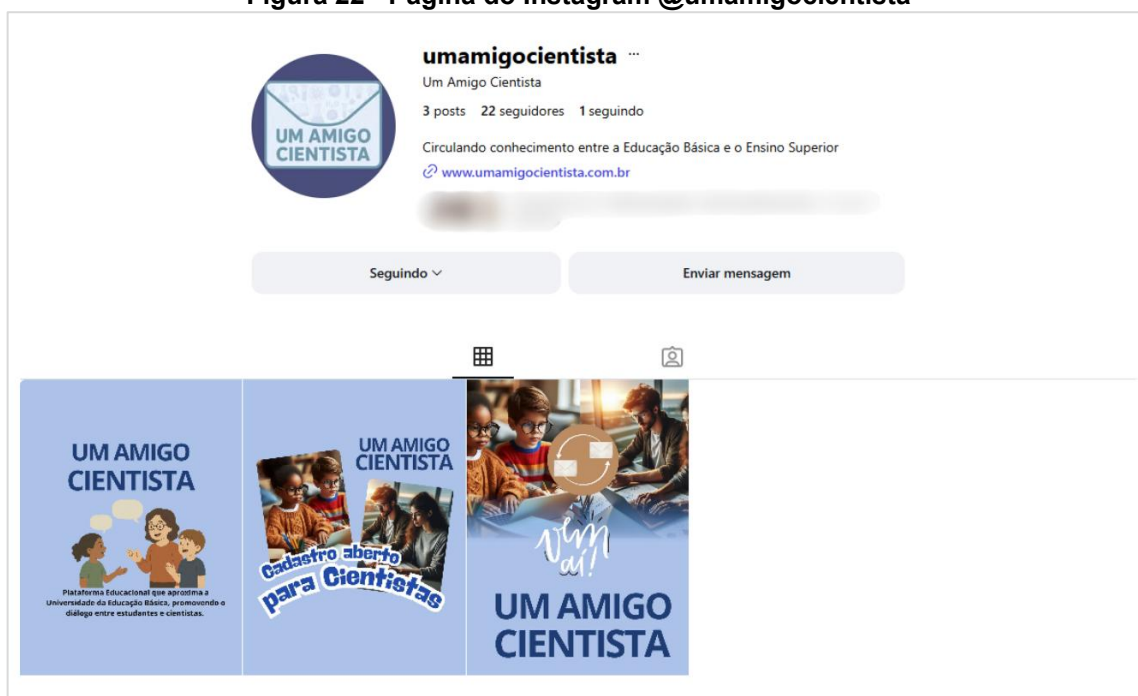 Figura 22 - Página do Instagram @umamigocientista
umamigocientista ...
Um Amigo Cientista
3 posts 22 seguidores 1 seguindo
Circulando conhecimento entre a Educação Básica e o Ensino Superior
www.umamigocientista.com.br
UM AMIGO
CIENTISTA
Seguindo
Enviar mensagem
UM AMIGO
CIENTISTA
Plataforma Educacional que aproxima a
Universidade da Educação Básica, promovendo o
diálogo entre estudantes e cientistas.
UM AMIGO
CIENTISTA
Cadastro aberto
para Cientistas
vem
aí!
UM AMIGO
CIENTISTA